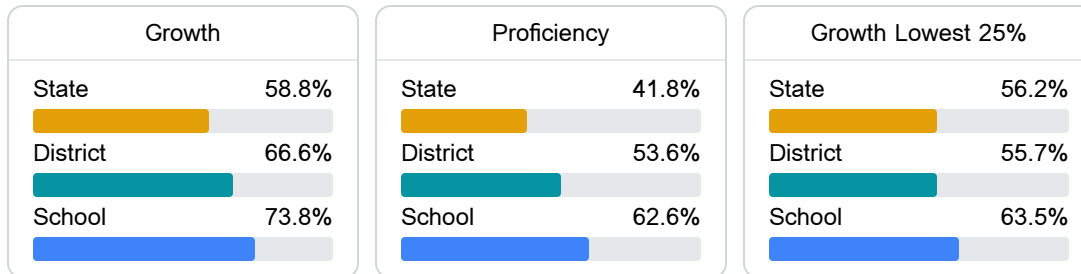 Growth
State 58.8%
District 66.6%
School 73.8%
Proficiency
State 41.8%
District 53.6%
School 62.6%
Growth Lowest 25%
State 56.2%
District 55.7%
School 63.5%